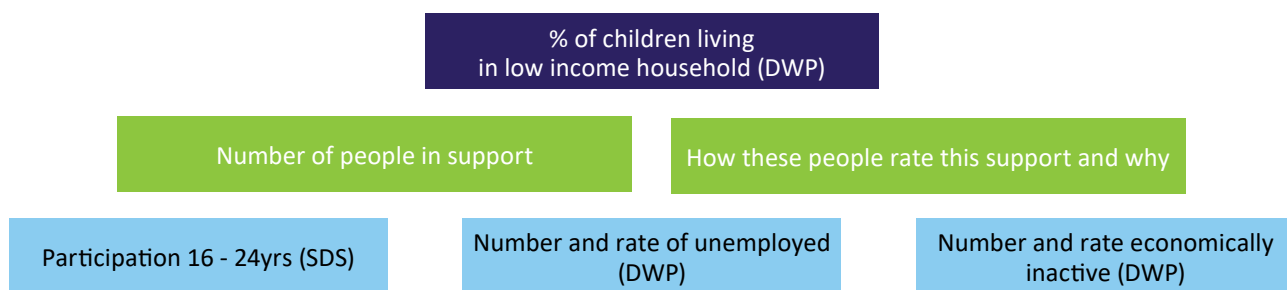 % of children living
in low income household (DWP)
Number of people in support
How these people rate this support and why
Participation 16 - 24yrs (SDS)
Number and rate of unemployed
(DWP)
Number and rate economically
inactive (DWP)